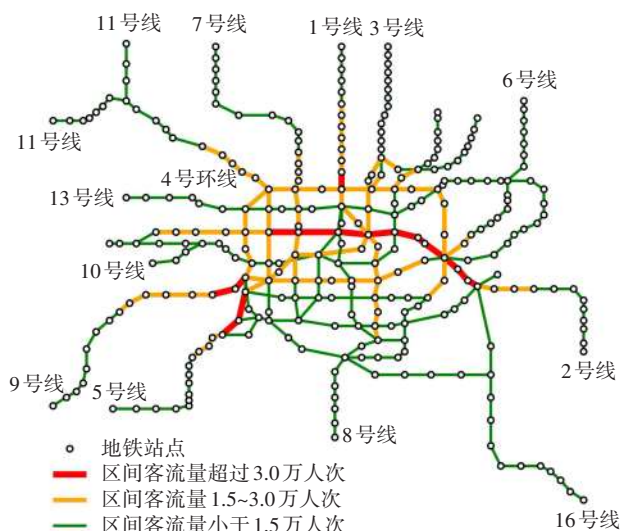 11号线
7号线
1号线
3号线
6号线
11号线
4号环线
13号线
10号线
9号线
5号线
8号线
2号线
16号线
地铁站点
区间客流量超过3.0万人次
区间客流量1.5~3.0万人次
区间客流量小于1.5万人次